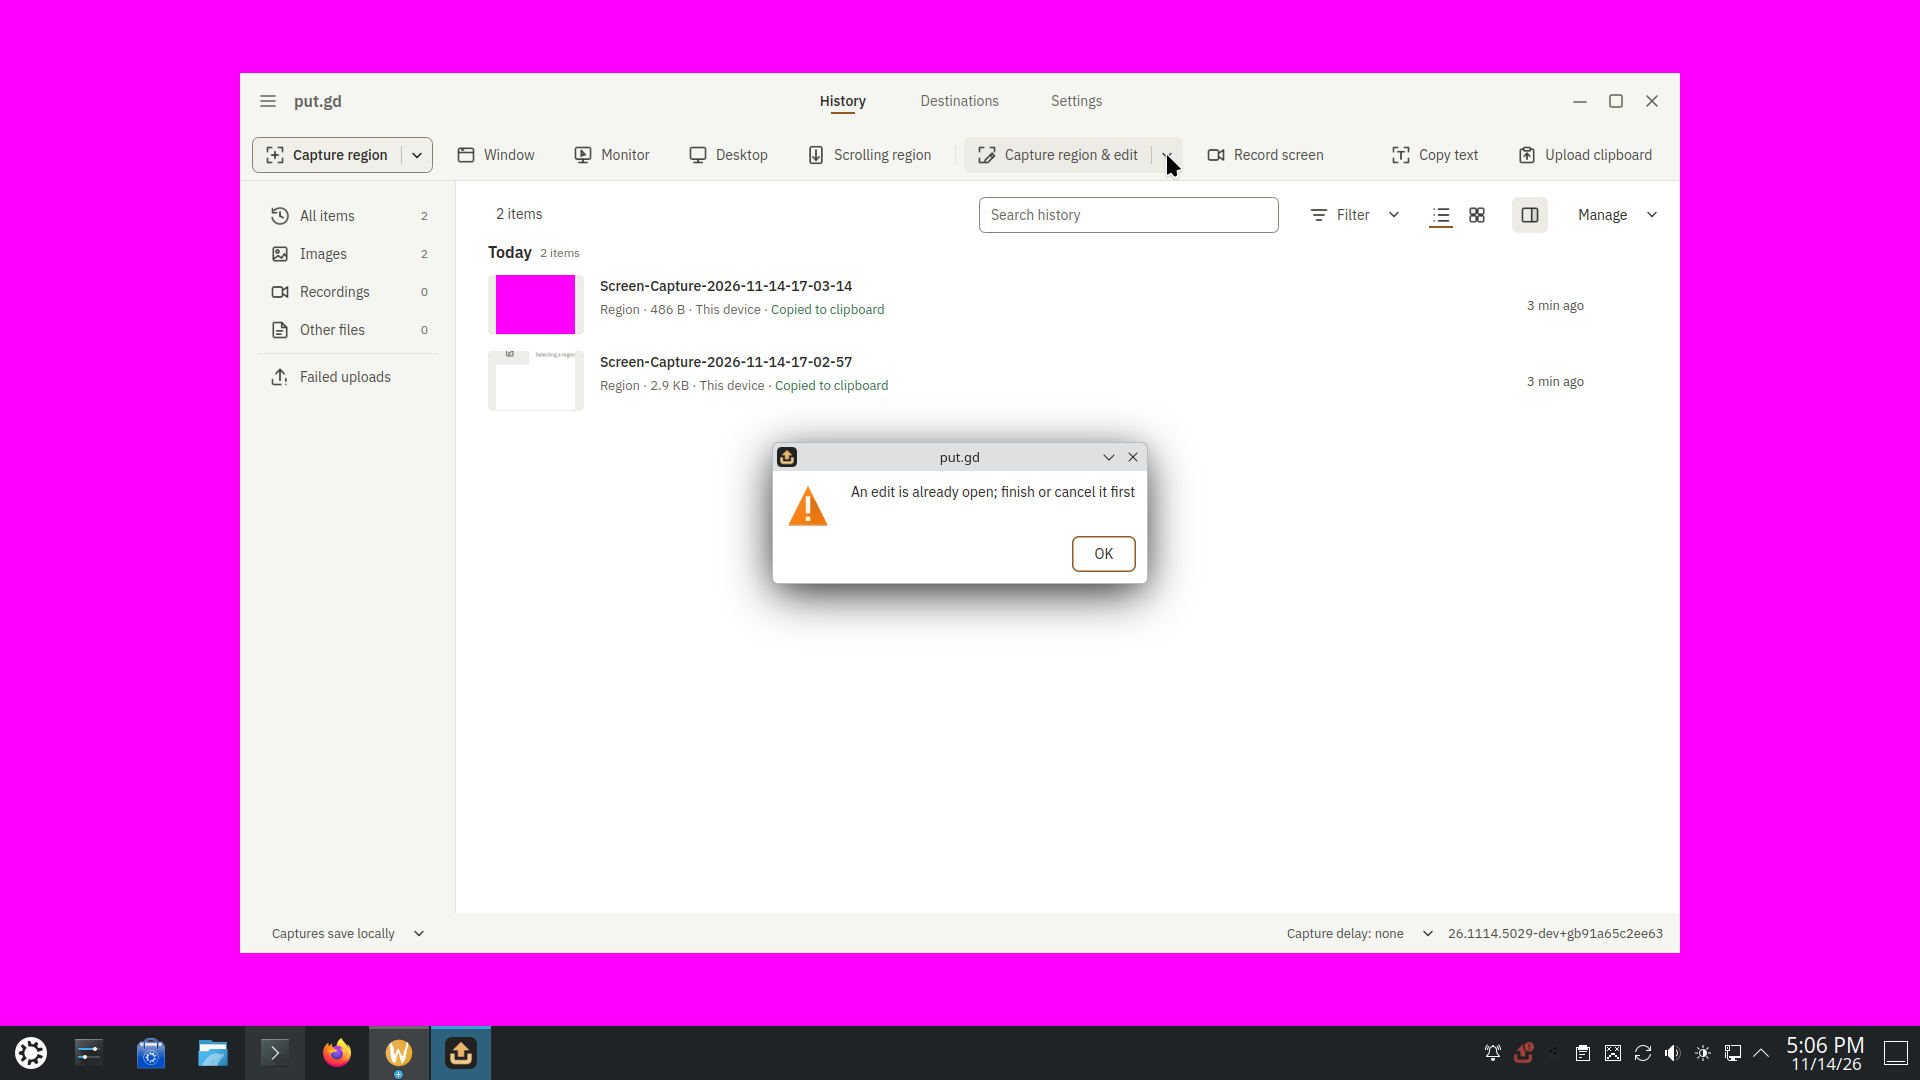 put.gd
History
Destinations
Settings
Capture region
Window
Monitor
Desktop
Scrolling region
Capture region & edit
Record screen
Copy text
Upload clipboard
All items 2
Images 2
Recordings 0
Other files 0
Failed uploads
2 items
Search history
Filter
Manage
Today 2 items
Screen-Capture-2026-11-14-17-03-14
Region · 486 B · This device · Copied to clipboard
3 min ago
Selecting a region
Screen-Capture-2026-11-14-17-02-57
Region · 2.9 KB · This device · Copied to clipboard
3 min ago
put.gd
An edit is already open; finish or cancel it first
OK
Captures save locally
Capture delay: none
26.1114.5029-dev+gb91a65c2ee63
5:06 PM
11/14/26